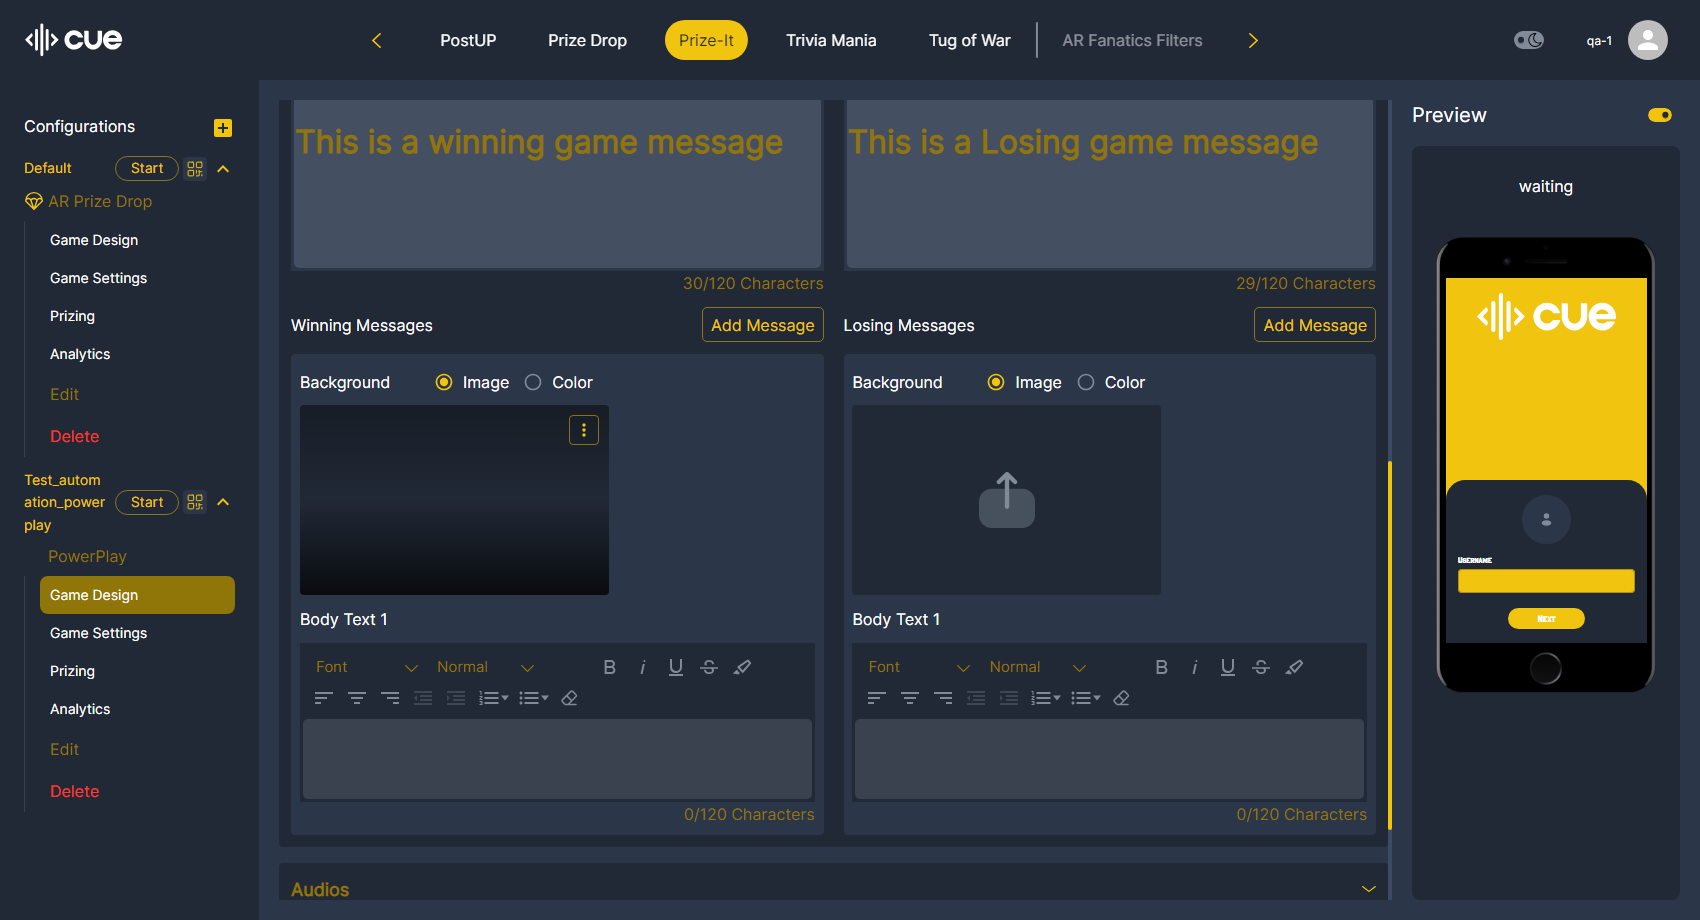 cue
PostUP
Prize Drop
Prize-It
Trivia Mania
Tug of War
AR Fanatics Filters
qa-1
Configurations
Default
Start
AR Prize Drop
Game Design
Game Settings
Prizing
Analytics
Edit
Delete
Test_autom
ation_power
play
Start
PowerPlay
Game Design
Game Settings
Prizing
Analytics
Edit
Delete
This is a winning game message
30/120 Characters
This is a Losing game message
29/120 Characters
Winning Messages
Add Message
Background
Image
Color
Body Text 1
Font
Normal
0/120 Characters
Losing Messages
Add Message
Background
Image
Color
Body Text 1
Font
Normal
0/120 Characters
Audios
Preview
waiting
cue
Username
Next